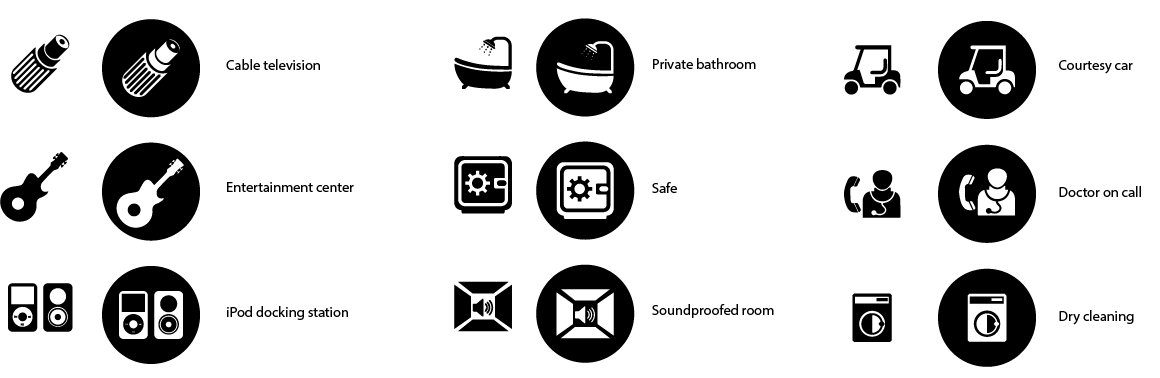 Cable television
Private bathroom
Courtesy car
Entertainment center
Safe
Doctor on call
iPod docking station
Soundproofed room
Dry cleaning